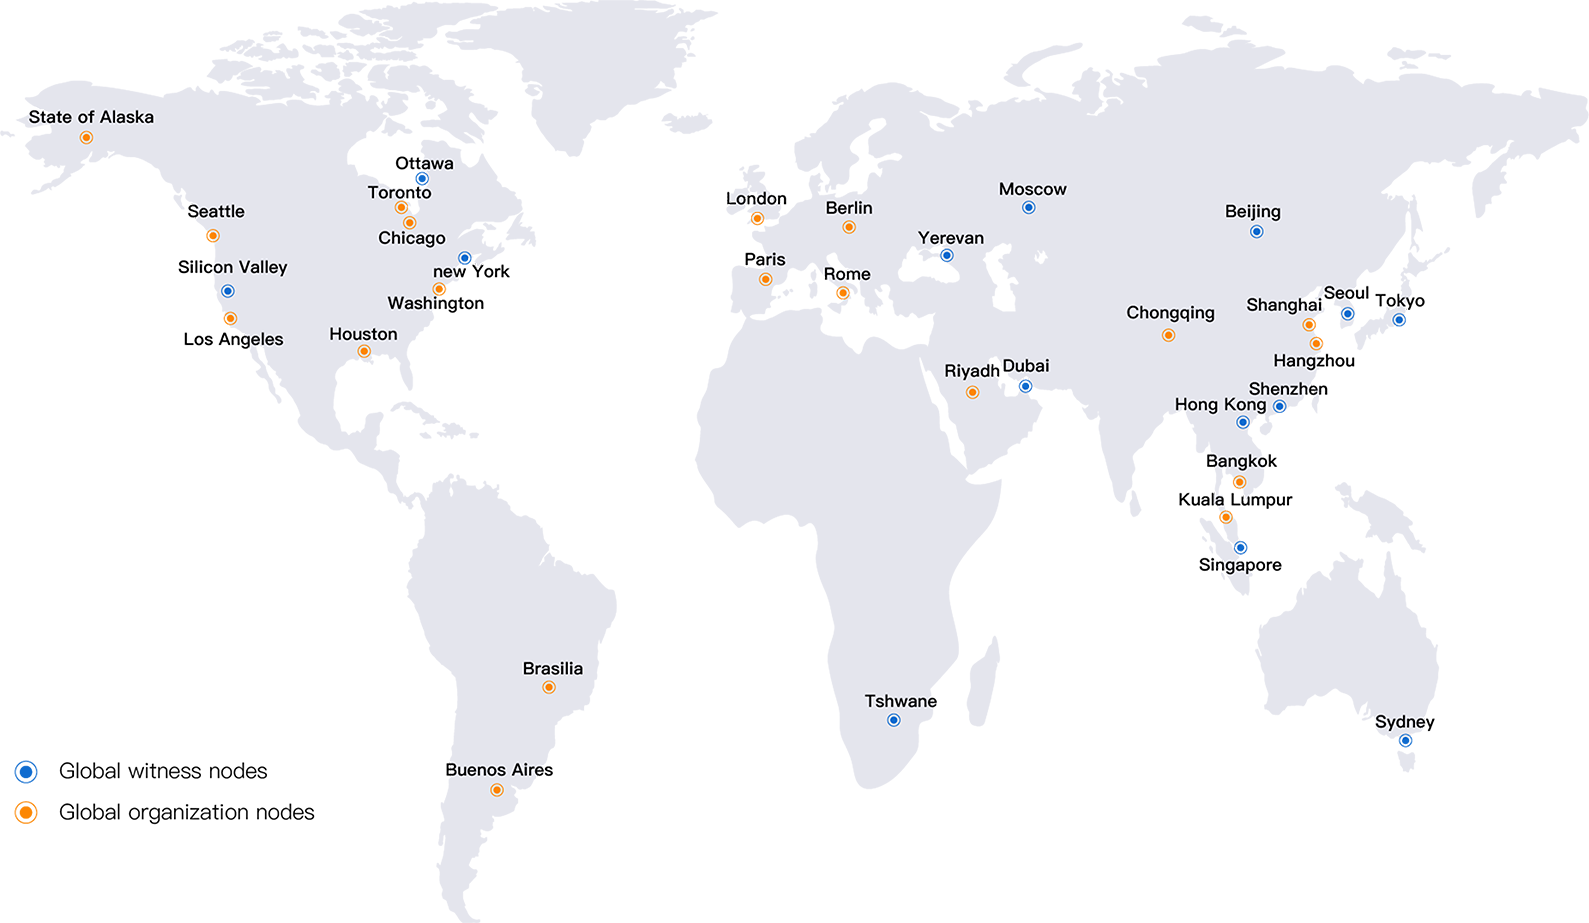 State of Alaska
Ottawa
Toronto
Seattle
Chicago
Silicon Valley
new York
Washington
Los Angeles
Houston
London
Berlin
Moscow
Beijing
Yerevan
Paris
Rome
Chongqing
Shanghai
Seoul
Tokyo
Hangzhou
Riyadh
Dubai
Shenzhen
Hong Kong
Bangkok
Kuala Lumpur
Singapore
Brasilia
Tshwane
Sydney
Buenos Aires
Global witness nodes
Global organization nodes